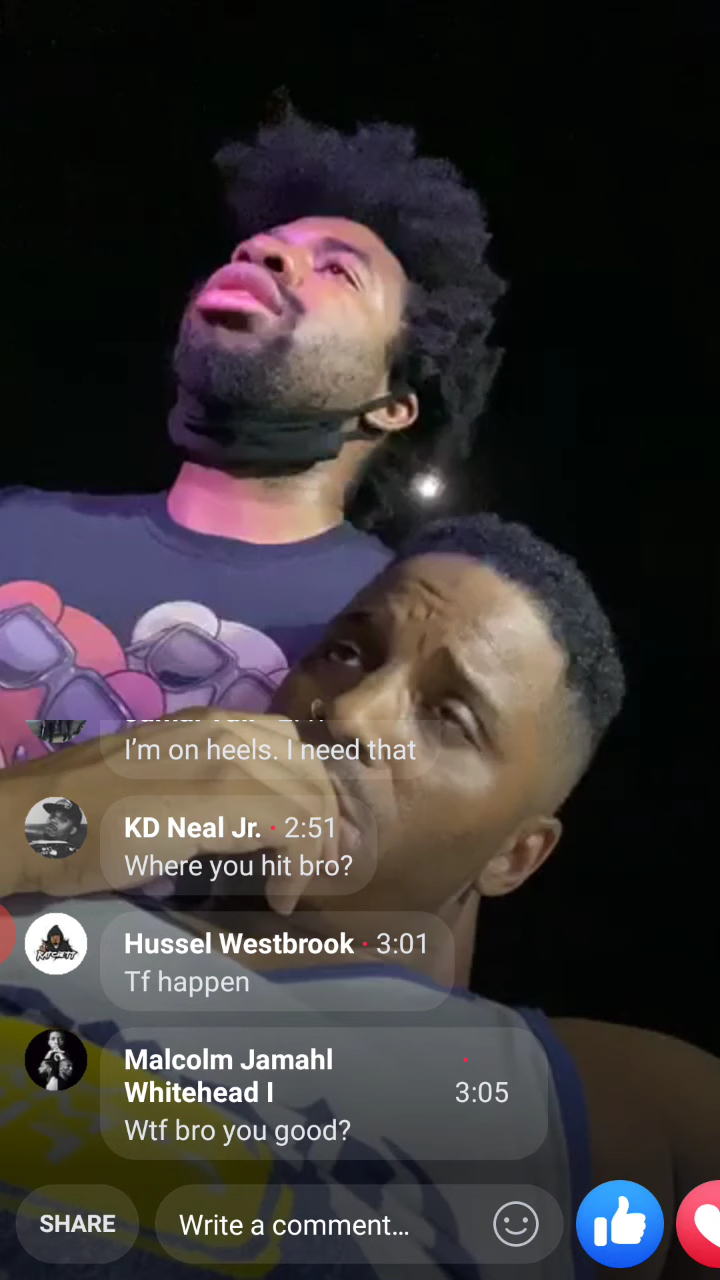 I'm on heels. I need that
KD Neal Jr. • 2:51
Where you hit bro?
Hussel Westbrook • 3:01
Tf happen
Malcolm Jamahl •
Whitehead I 3:05
Wtf bro you good?
SHARE
Write a comment...